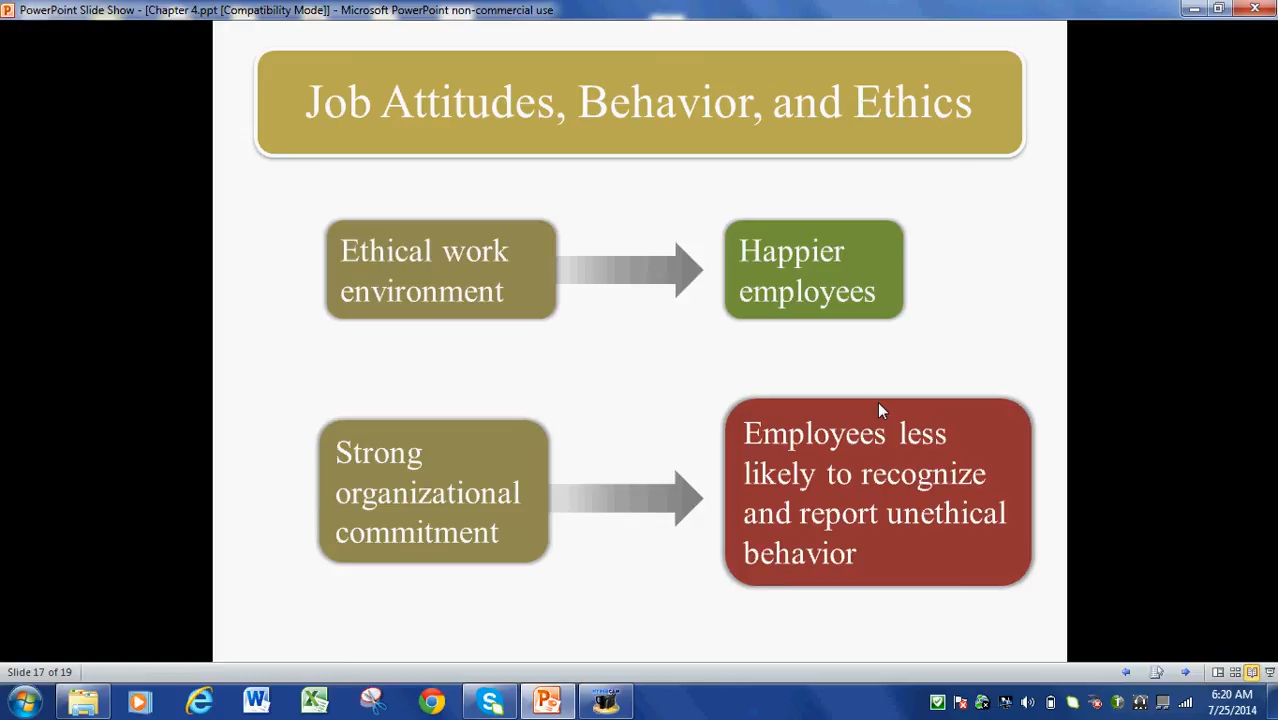 PowerPoint Slide Show - [Chapter 4.ppt [Compatibility Mode]] - Microsoft PowerPoint non-commercial use
Job Attitudes, Behavior, and Ethics
Ethical work
environment
Happier
employees
Strong
organizational
commitment
Employees less
likely to recognize
and report unethical
behavior
Slide 17 of 19
6:20 AM
7/25/2014